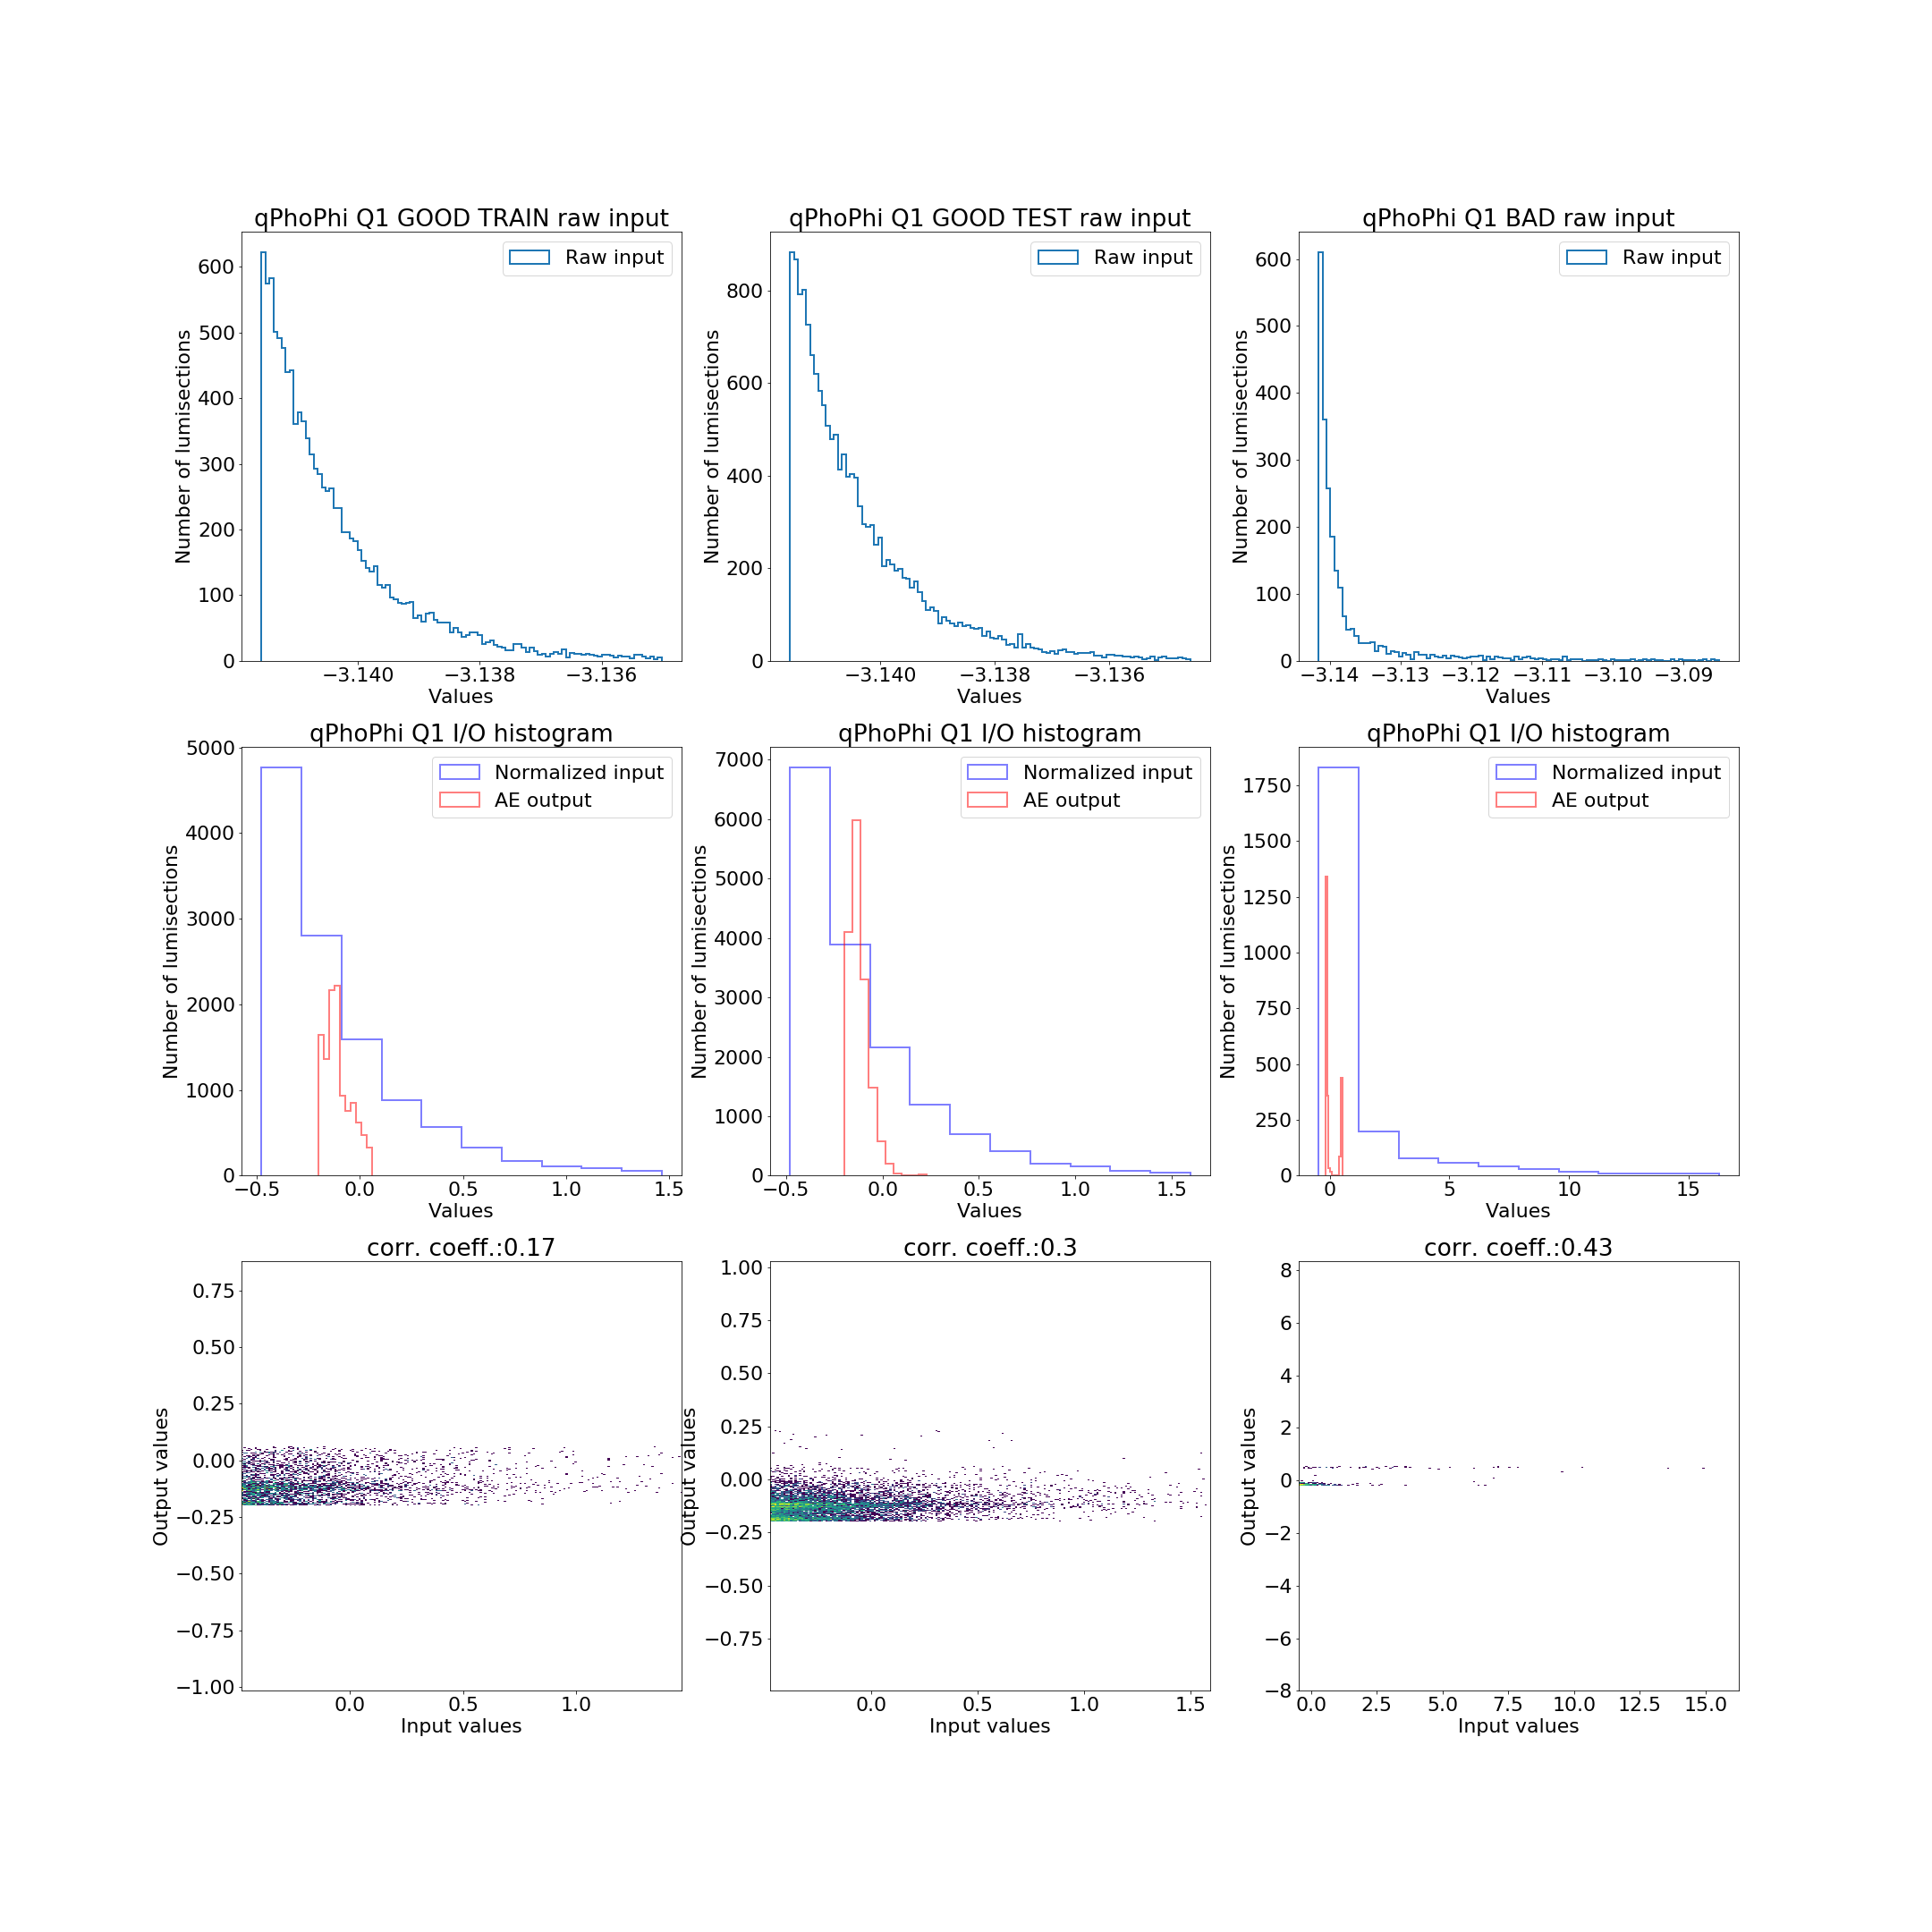 qPhoPhi Q1 GOOD TRAIN raw input
Raw input
600
500
400
300
200
100
0
Number of lumisections
−3.140 −3.138 −3.136
Values
qPhoPhi Q1 GOOD TEST raw input
Raw input
800
600
400
200
0
Number of lumisections
−3.140 −3.138 −3.136
Values
qPhoPhi Q1 BAD raw input
Raw input
600
500
400
300
200
100
0
Number of lumisections
−3.14 −3.13 −3.12 −3.11 −3.10 −3.09
Values
qPhoPhi Q1 I/O histogram
Normalized input
AE output
5000
4000
3000
2000
1000
0
Number of lumisections
−0.5 0.0 0.5 1.0 1.5
Values
qPhoPhi Q1 I/O histogram
Normalized input
AE output
7000
6000
5000
4000
3000
2000
1000
0
Number of lumisections
−0.5 0.0 0.5 1.0 1.5
Values
qPhoPhi Q1 I/O histogram
Normalized input
AE output
1750
1500
1250
1000
750
500
250
0
Number of lumisections
0 5 10 15
Values
corr. coeff.:0.17
0.75
0.50
0.25
0.00
−0.25
−0.50
−0.75
−1.00
Output values
0.0 0.5 1.0
Input values
corr. coeff.:0.3
1.00
0.75
0.50
0.25
0.00
−0.25
−0.50
−0.75
Output values
0.0 0.5 1.0 1.5
Input values
corr. coeff.:0.43
8
6
4
2
0
−2
−4
−6
−8
Output values
0.0 2.5 5.0 7.5 10.0 12.5 15.0
Input values